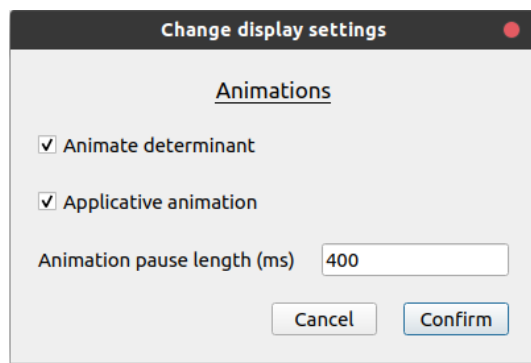 Change display settings
Animations
Animate determinant
Applicative animation
Animation pause length (ms) 400
Cancel Confirm